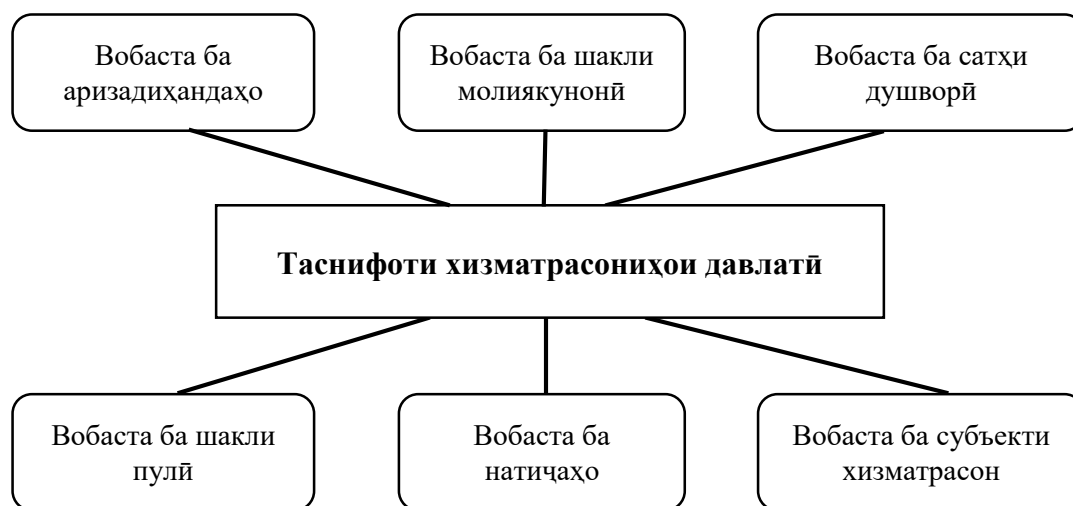 Вобаста ба
аризадиҳандаҳо
Вобаста ба шакли
молиякунонӣ
Вобаста ба сатҳи
душворӣ
Таснифоти хизматрасониҳои давлатӣ
Вобаста ба шакли
пулӣ
Вобаста ба
натиҷаҳо
Вобаста ба субъекти
хизматрасон